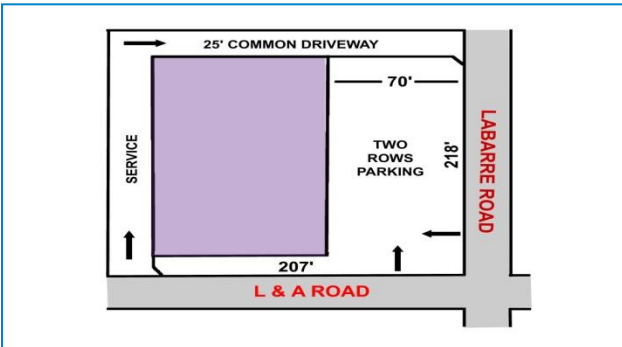 25' COMMON DRIVEWAY
70'
SERVICE
TWO
ROWS
PARKING
218'
LABARRE ROAD
207'
L & A ROAD